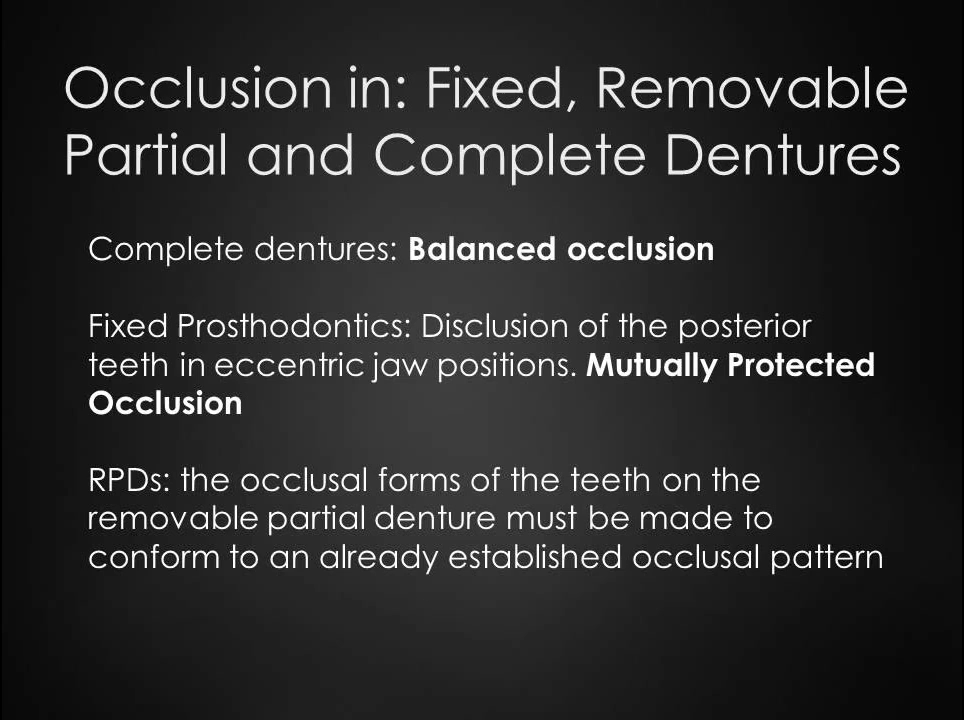 Occlusion in: Fixed, Removable
Partial and Complete Dentures
Complete dentures: Balanced occlusion
Fixed Prosthodontics: Disclusion of the posterior
teeth in eccentric jaw positions. Mutually Protected
Occlusion
RPDs: the occlusal forms of the teeth on the
removable partial denture must be made to
conform to an already established occlusal pattern